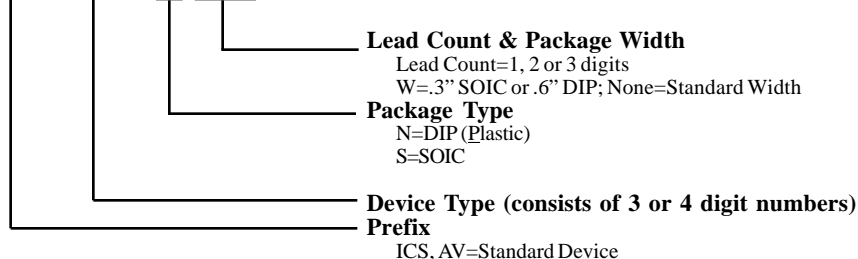 Lead Count & Package Width
Lead Count=1, 2 or 3 digits
W=.3” SOIC or .6” DIP; None=Standard Width
Package Type
N=DIP (Plastic)
S=SOIC
Device Type (consists of 3 or 4 digit numbers)
Prefix
ICS, AV=Standard Device